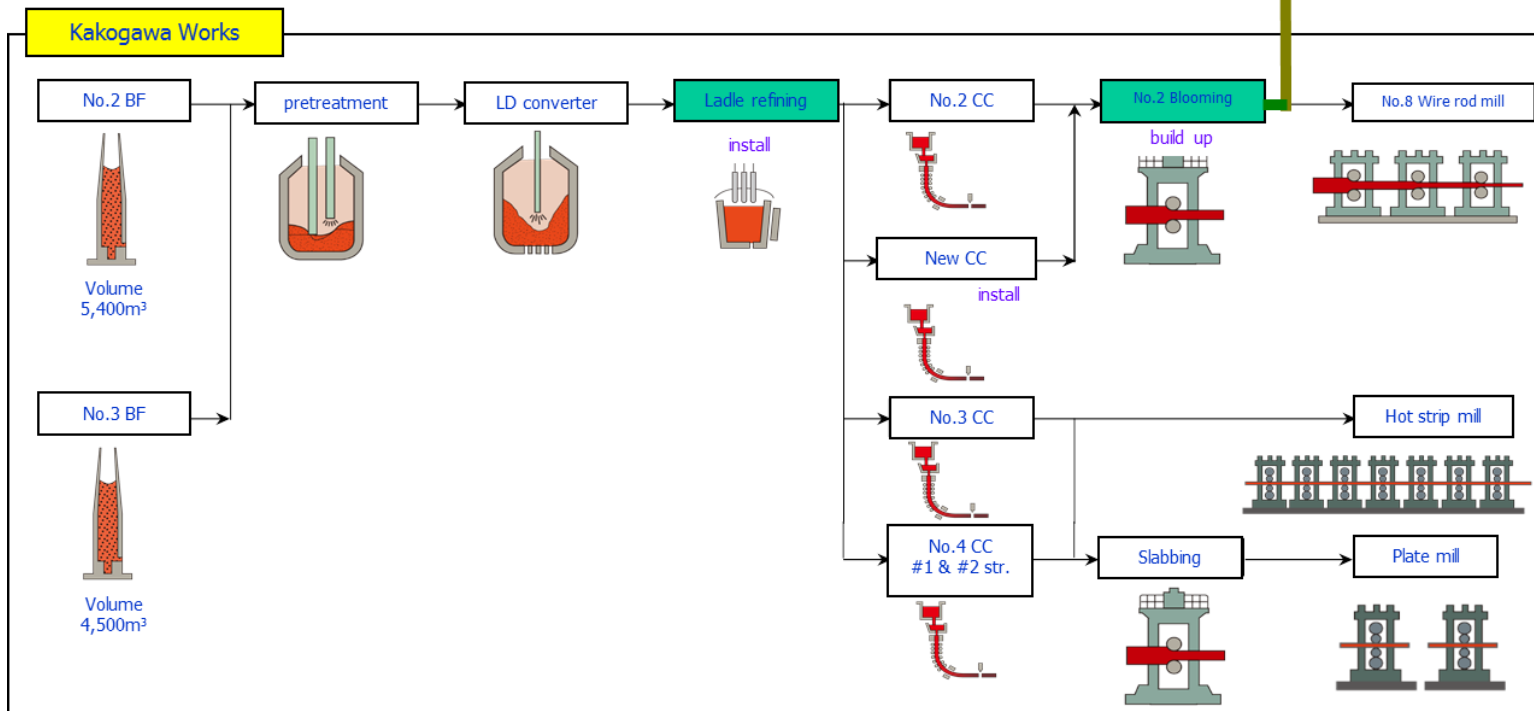 Kakogawa Works
No.2 BF
pretreatment
LD converter
Ladle refining
No.2 CC
No.2 Blooming
No.8 Wire rod mill
install
build up
Volume
5,400m³
New CC
install
No.3 BF
No.3 CC
Hot strip mill
Volume
4,500m³
No.4 CC
#1 & #2 str.
Slabbing
Plate mill